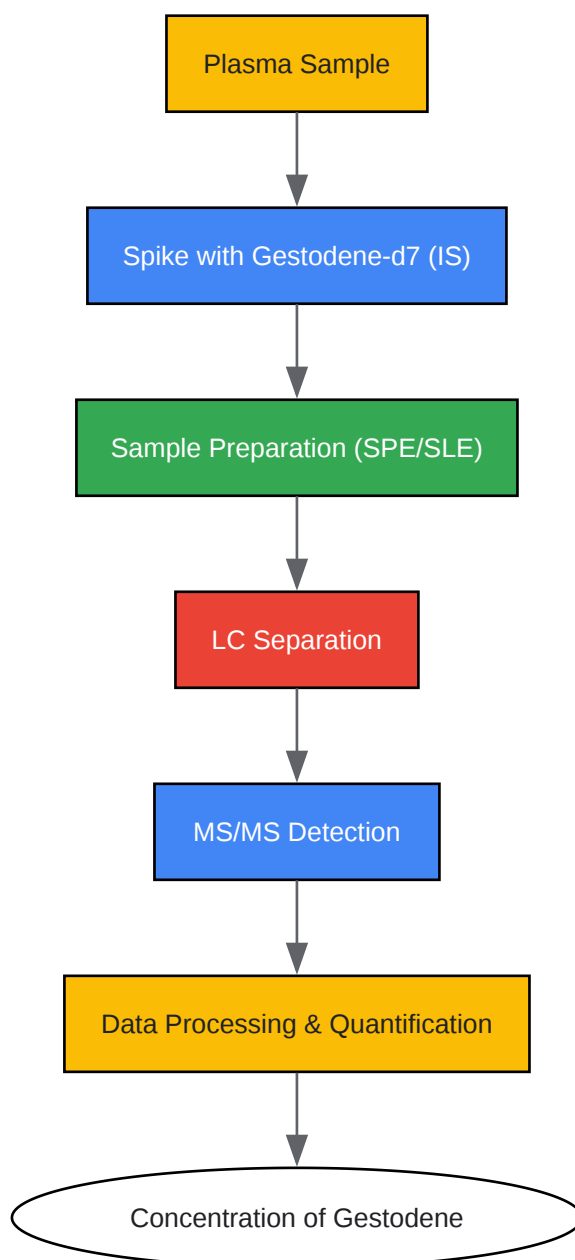 Plasma Sample
Spike with Gestodene-d7 (IS)
Sample Preparation (SPE/SLE)
LC Separation
MS/MS Detection
Data Processing & Quantification
Concentration of Gestodene